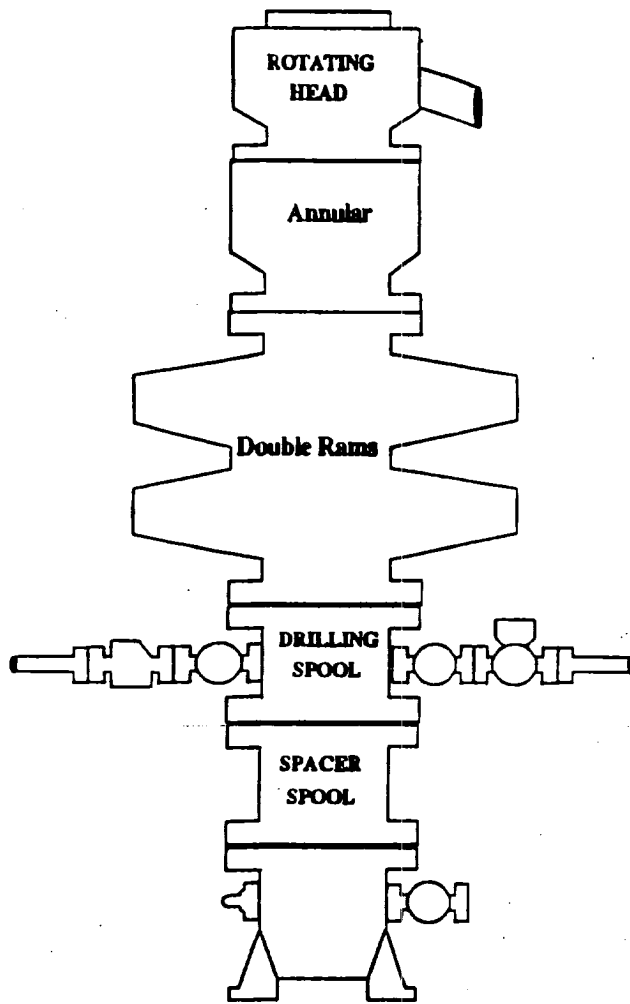 ROTATING
HEAD
Annular
Double Rams
DRILLING
SPOOL
SPACER
SPOOL